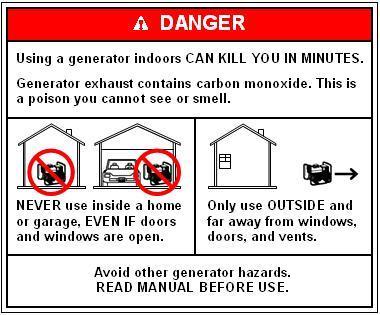 DANGER
Using a generator indoors CAN KILL YOU IN MINUTES.
Generator exhaust contains carbon monoxide. This is
a poison you cannot see or smell.
NEVER use inside a home
or garage, EVEN IF doors
and windows are open.
Only use OUTSIDE and
far away from windows,
doors, and vents.
Avoid other generator hazards.
READ MANUAL BEFORE USE.